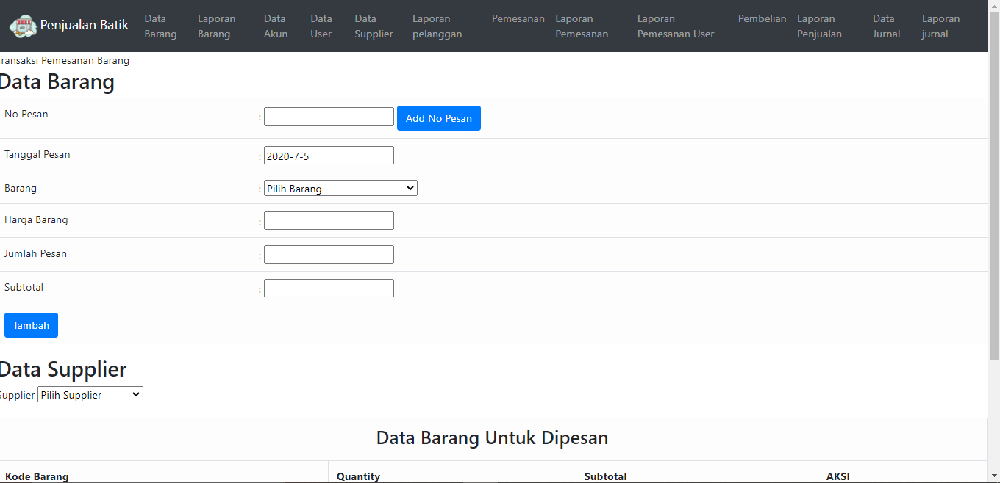 Penjualan Batik
Data Barang
Laporan Barang
Data Akun
Data User
Data Supplier
Laporan pelanggan
Pemesanan
Laporan Pemesanan
Laporan Pemesanan User
Pembelian
Laporan Penjualan
Data Jurnal
Laporan jurnal
Transaksi Pemesanan Barang
Data Barang
No Pesan : Add No Pesan
Tanggal Pesan : 2020-7-5
Barang : Pilih Barang
Harga Barang :
Jumlah Pesan :
Subtotal :
Tambah
Data Supplier
Supplier Pilih Supplier
Data Barang Untuk Dipesan
Kode Barang Quantity Subtotal AKSI